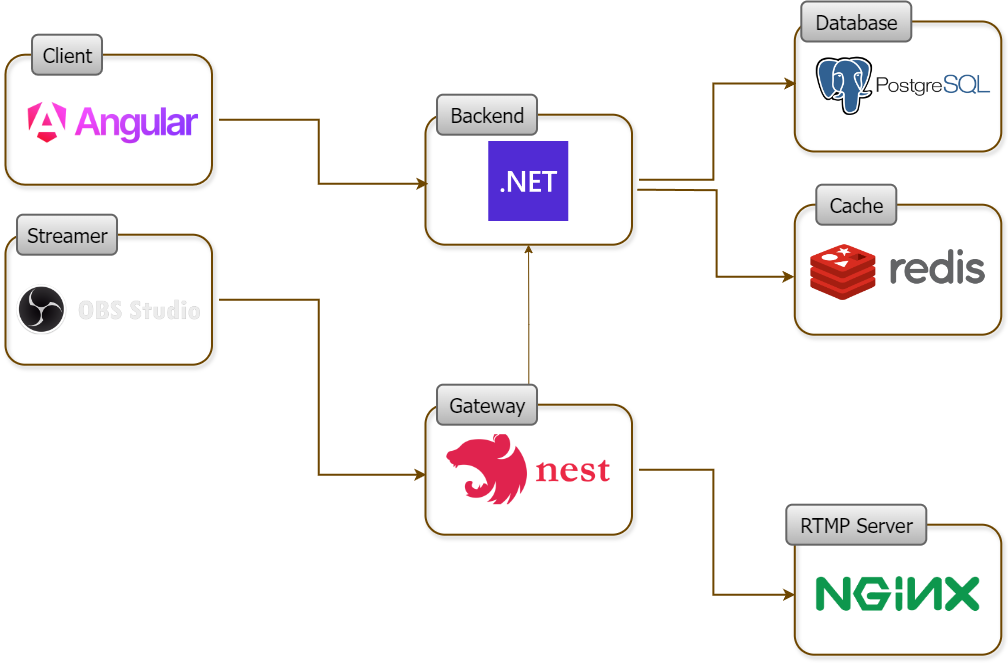 Client
Angular
Streamer
OBS Studio
Backend
.NET
Gateway
nest
Database
PostgreSQL
Cache
redis
RTMP Server
NGINX